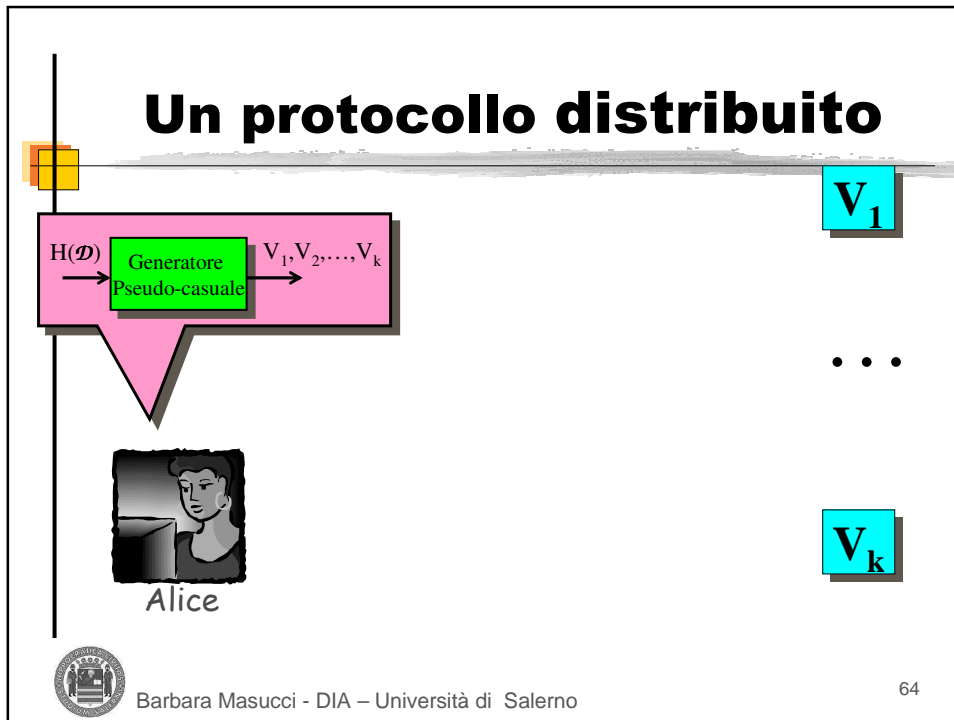 Un protocollo distribuito
V1
H(𝒟) Generatore Pseudo-casuale V1,V2,…,Vk
• • •
Vk
Alice
Barbara Masucci - DIA – Università di Salerno
64